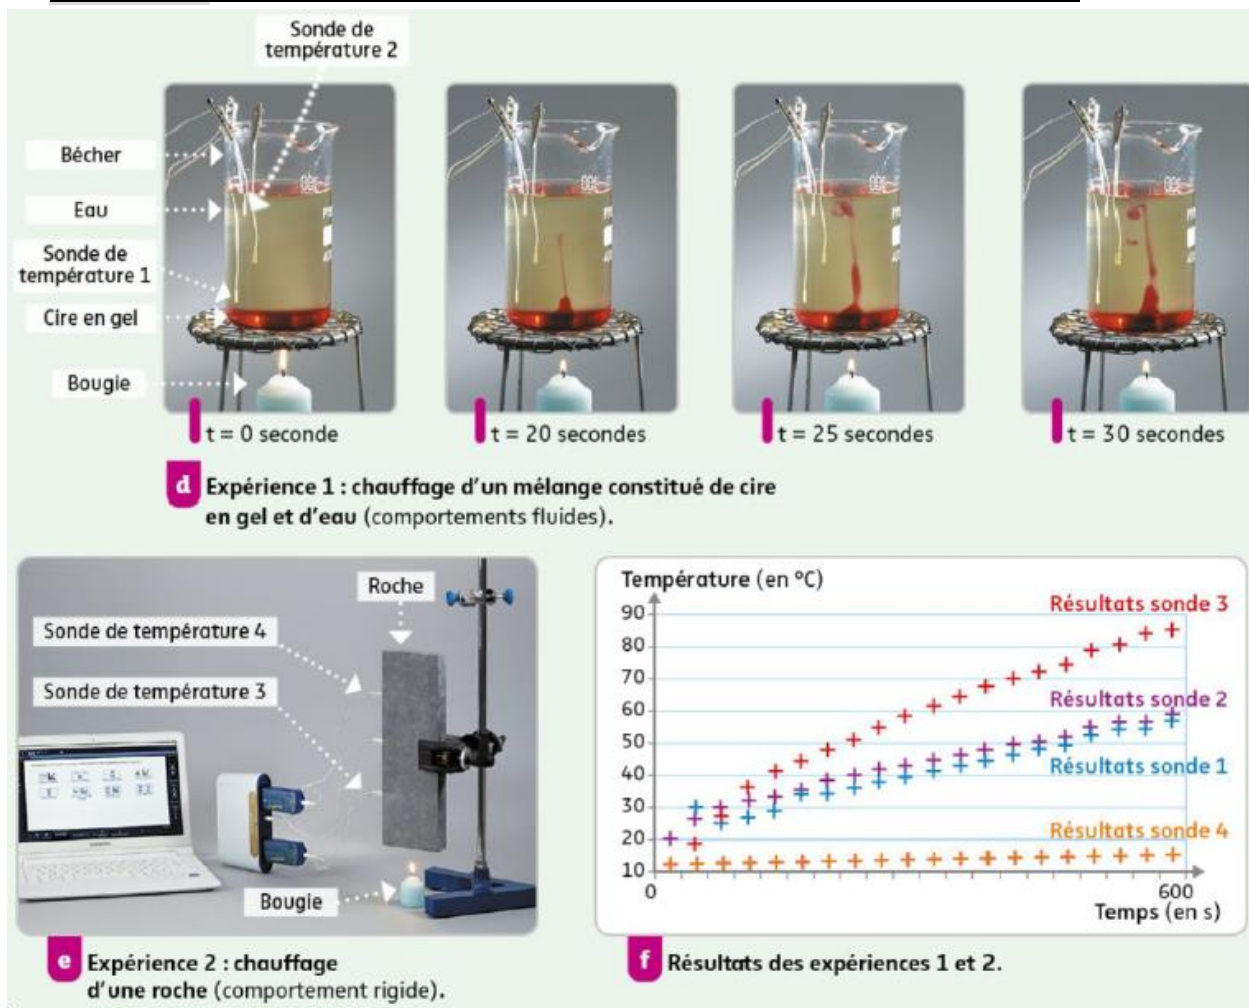 Sonde de
température 2
Bécher
Eau
Sonde de
température 1
Cire en gel
Bougie
t = 0 seconde
t = 20 secondes
t = 25 secondes
t = 30 secondes
d Expérience 1 : chauffage d'un mélange constitué de cire
en gel et d'eau (comportements fluides).
Roche
Sonde de température 4
Sonde de température 3
Bougie
e Expérience 2 : chauffage
d'une roche (comportement rigide).
Température (en °C)
90
80
70
60
50
40
30
20
10
0
600
Temps (en s)
Résultats sonde 3
Résultats sonde 2
Résultats sonde 1
Résultats sonde 4
f Résultats des expériences 1 et 2.